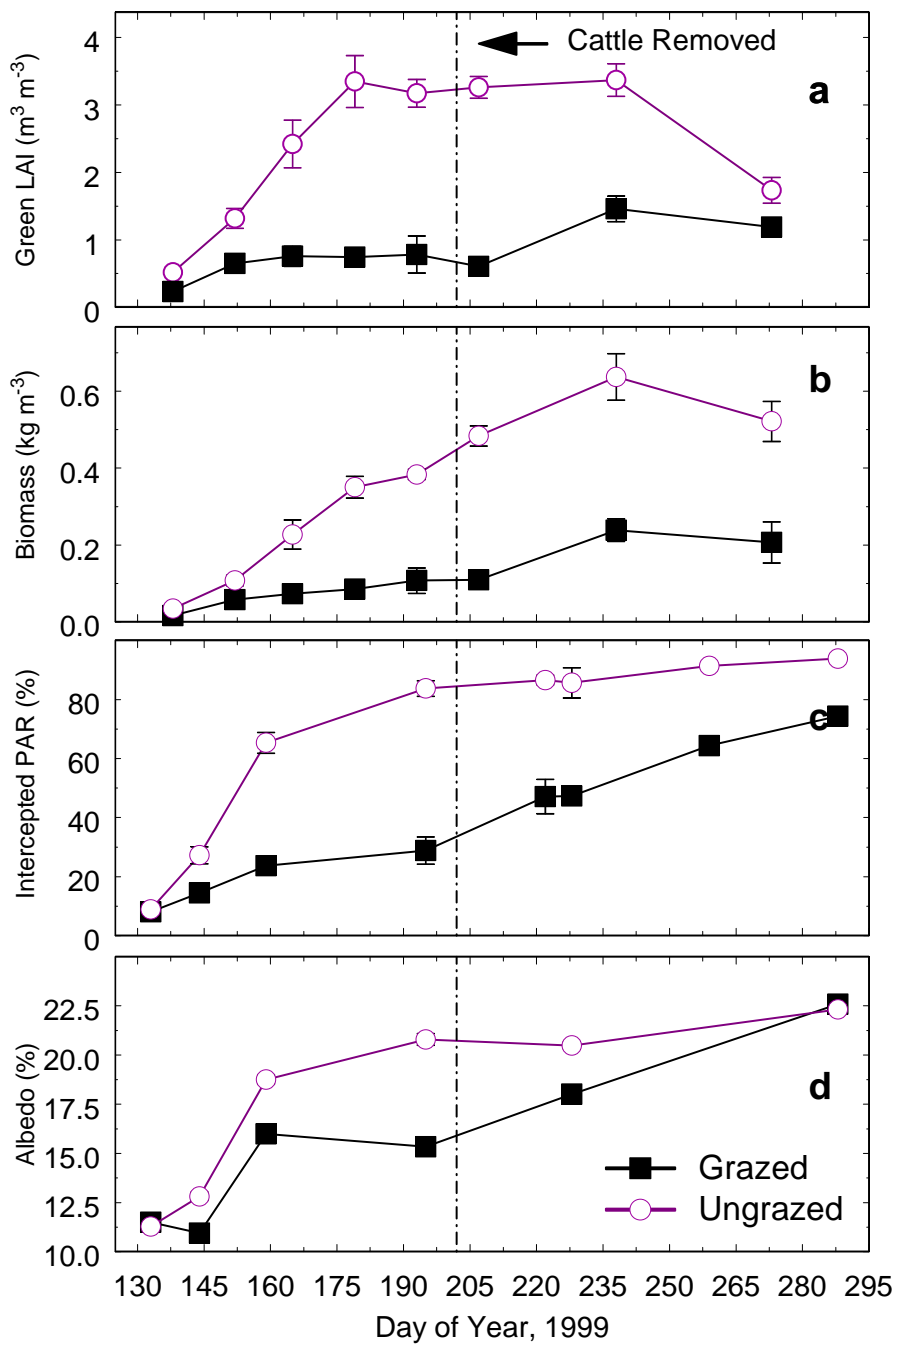 Cattle Removed
a
Green LAI (m³ m⁻³)
4
3
2
1
0
b
Biomass (kg m⁻³)
0.6
0.4
0.2
0.0
c
Intercepted PAR (%)
80
60
40
20
0
d
Albedo (%)
22.5
20.0
17.5
15.0
12.5
10.0
Grazed
Ungrazed
130 145 160 175 190 205 220 235 250 265 280 295
Day of Year, 1999